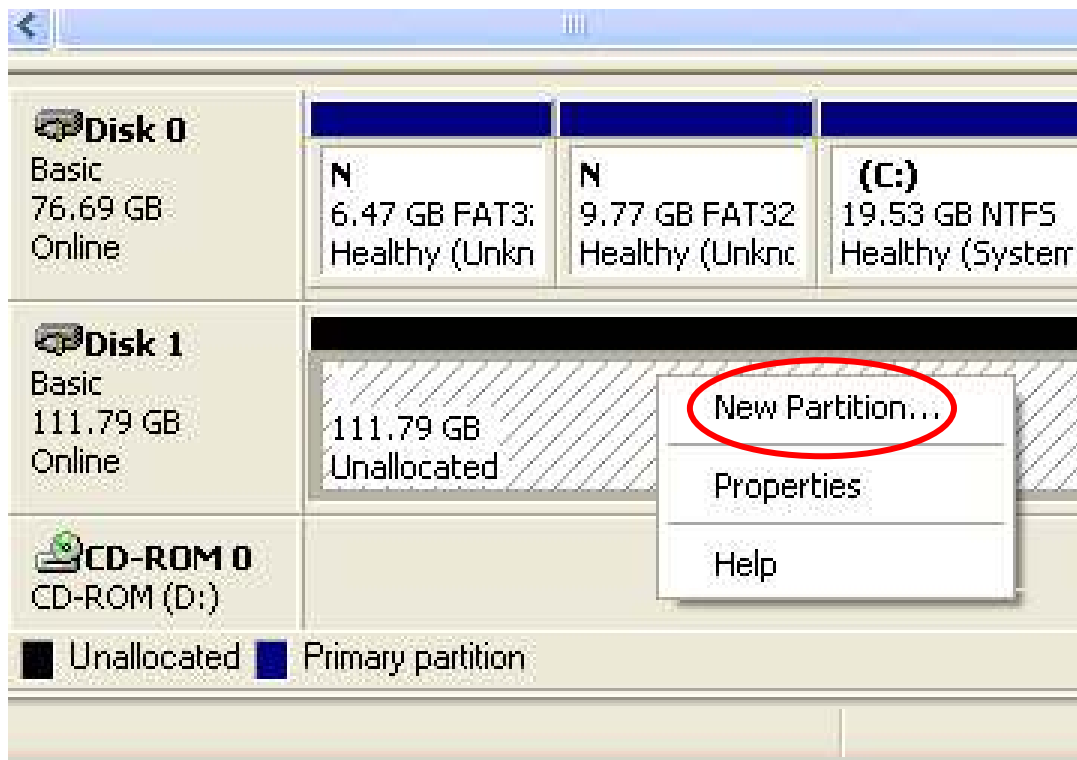 Disk 0
Basic
76.69 GB
Online
N
6.47 GB FAT3:
Healthy (Unkn
N
9.77 GB FAT32
Healthy (Unknc
(C:)
19.53 GB NTFS
Healthy (System
Disk 1
Basic
111.79 GB
Online
111.79 GB
Unallocated
New Partition...
Properties
Help
CD-ROM 0
CD-ROM (D:)
Unallocated Primary partition